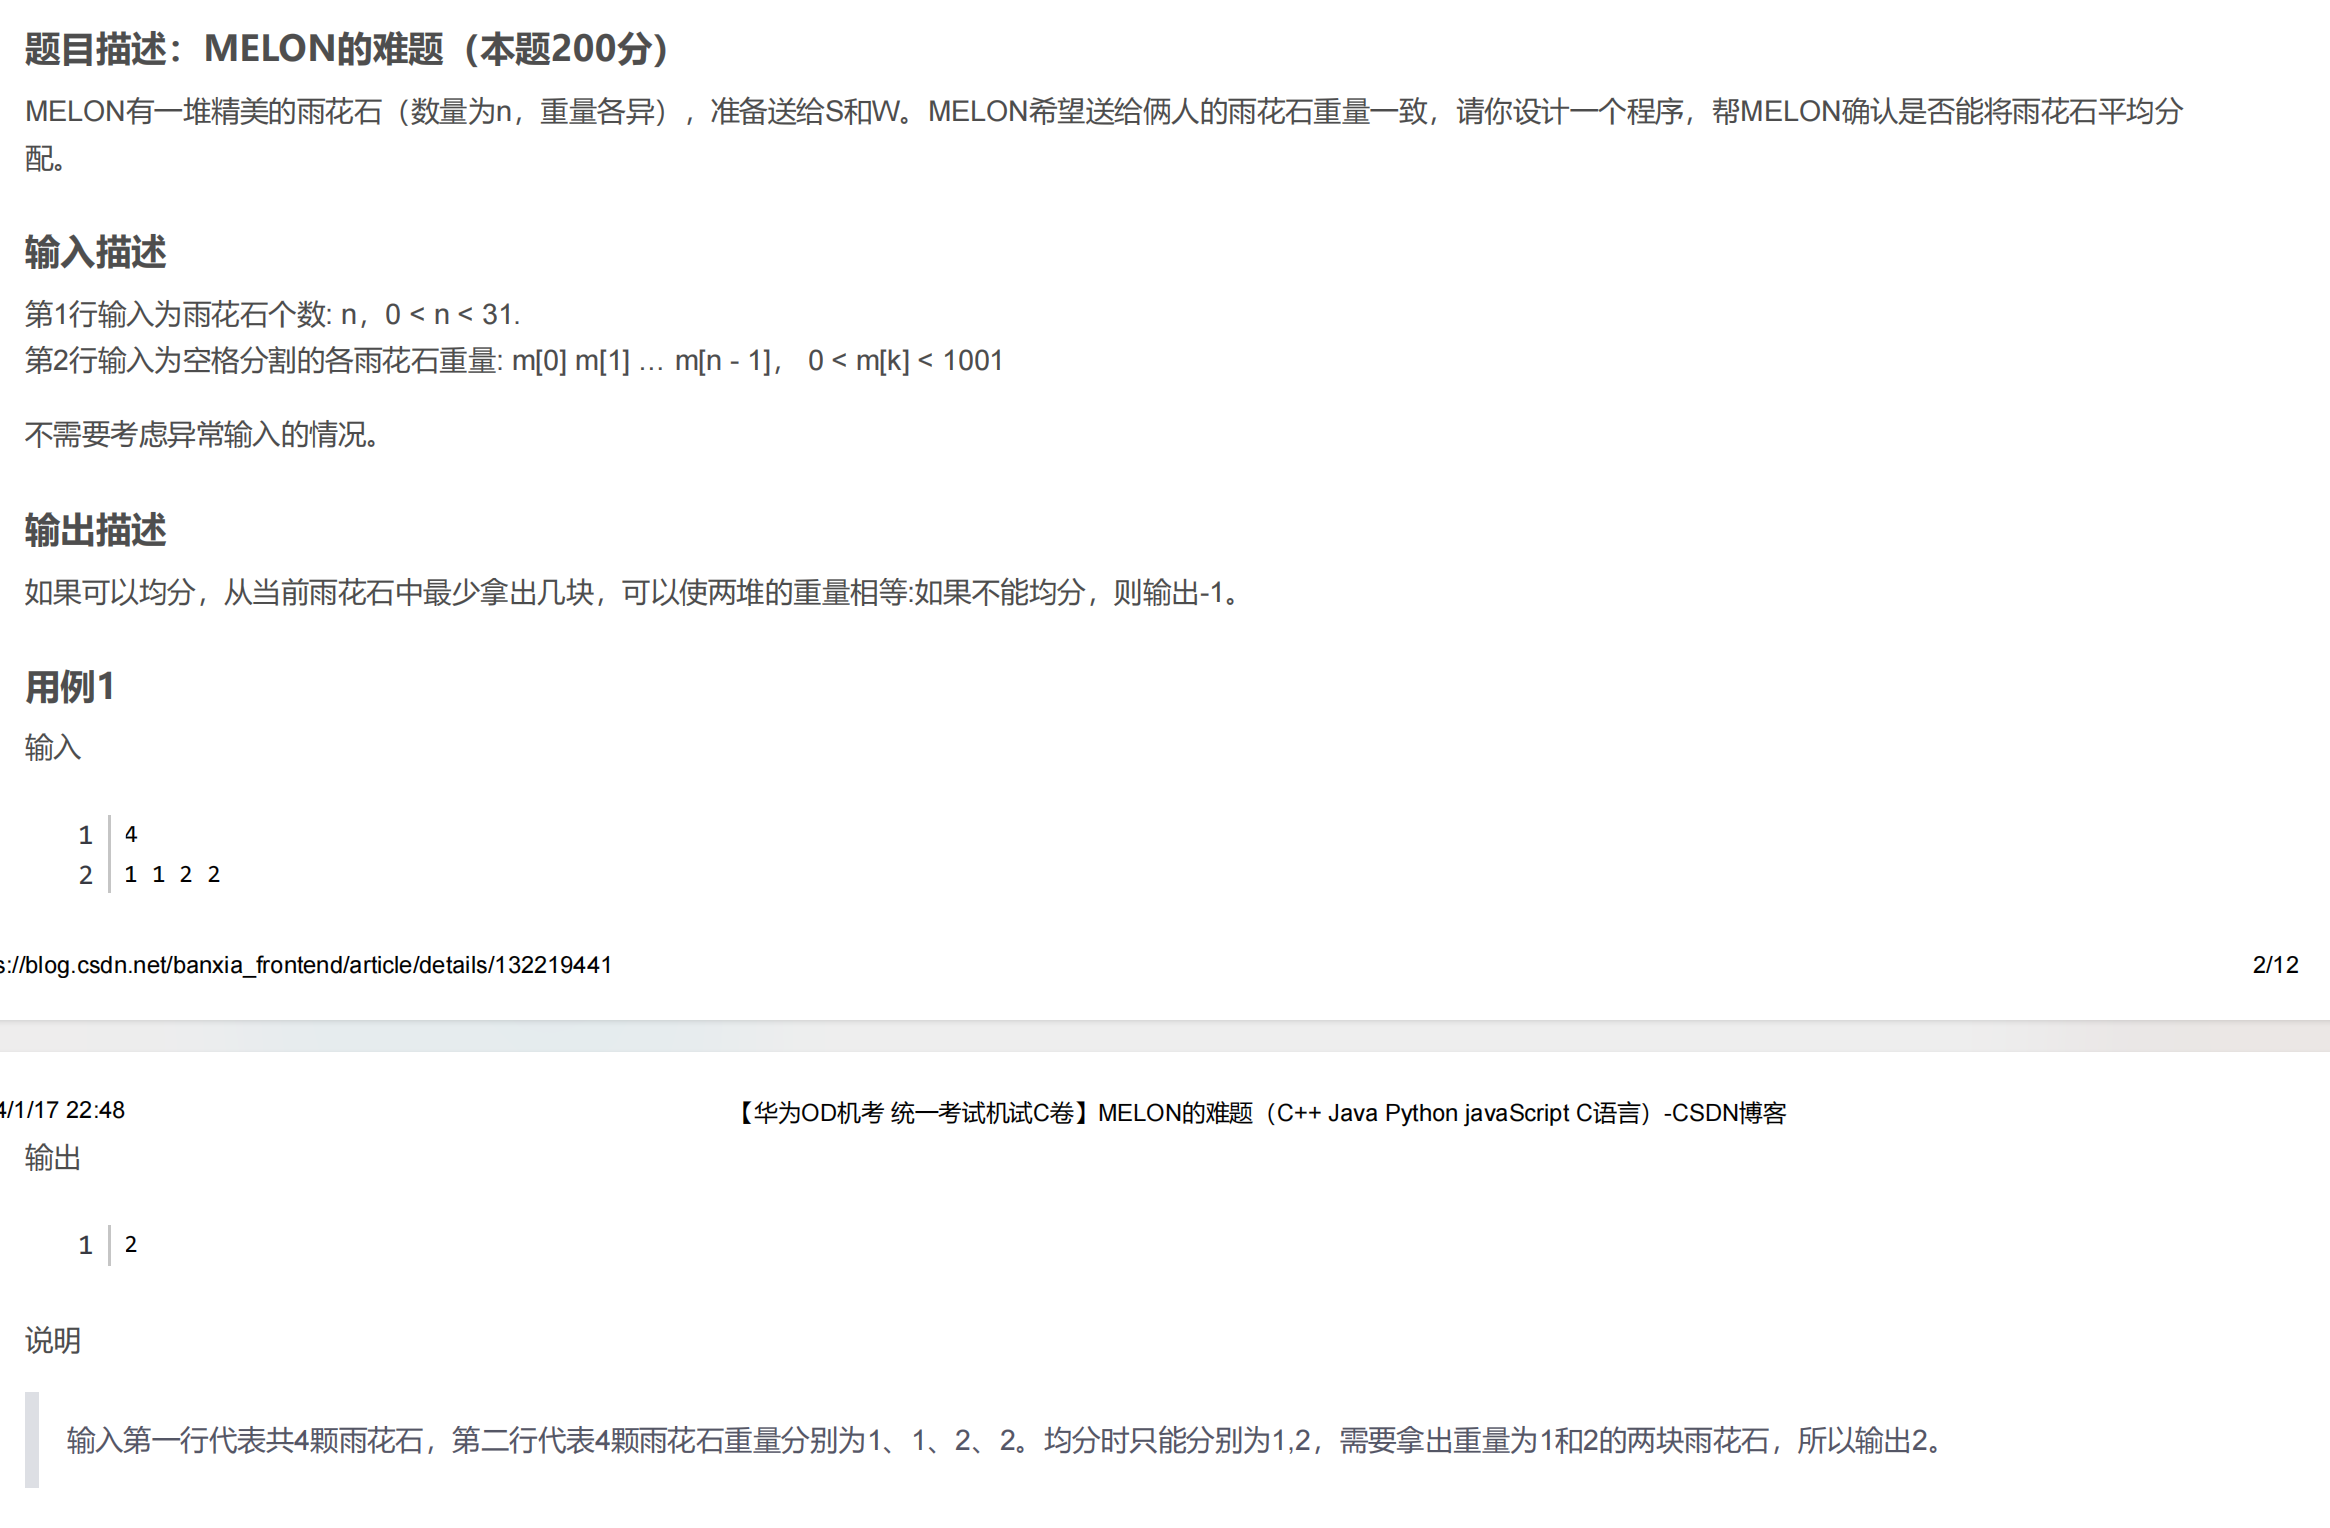 题目描述：MELON的难题（本题200分）
MELON有一堆精美的雨花石（数量为n，重量各异），准备送给S和W。MELON希望送给俩人的雨花石重量一致，请你设计一个程序，帮MELON确认是否能将雨花石平均分
配。
输入描述
第1行输入为雨花石个数: n，0 < n < 31.
第2行输入为空格分割的各雨花石重量: m[0] m[1] … m[n - 1]， 0 < m[k] < 1001
不需要考虑异常输入的情况。
输出描述
如果可以均分，从当前雨花石中最少拿出几块，可以使两堆的重量相等:如果不能均分，则输出-1。
用例1
输入
1 4
2 1 1 2 2
s://blog.csdn.net/banxia_frontend/article/details/132219441 2/12
4/1/17 22:48 【华为OD机考 统一考试机试C卷】MELON的难题（C++ Java Python javaScript C语言）-CSDN博客
输出
1 2
说明
输入第一行代表共4颗雨花石，第二行代表4颗雨花石重量分别为1、1、2、2。均分时只能分别为1,2，需要拿出重量为1和2的两块雨花石，所以输出2。